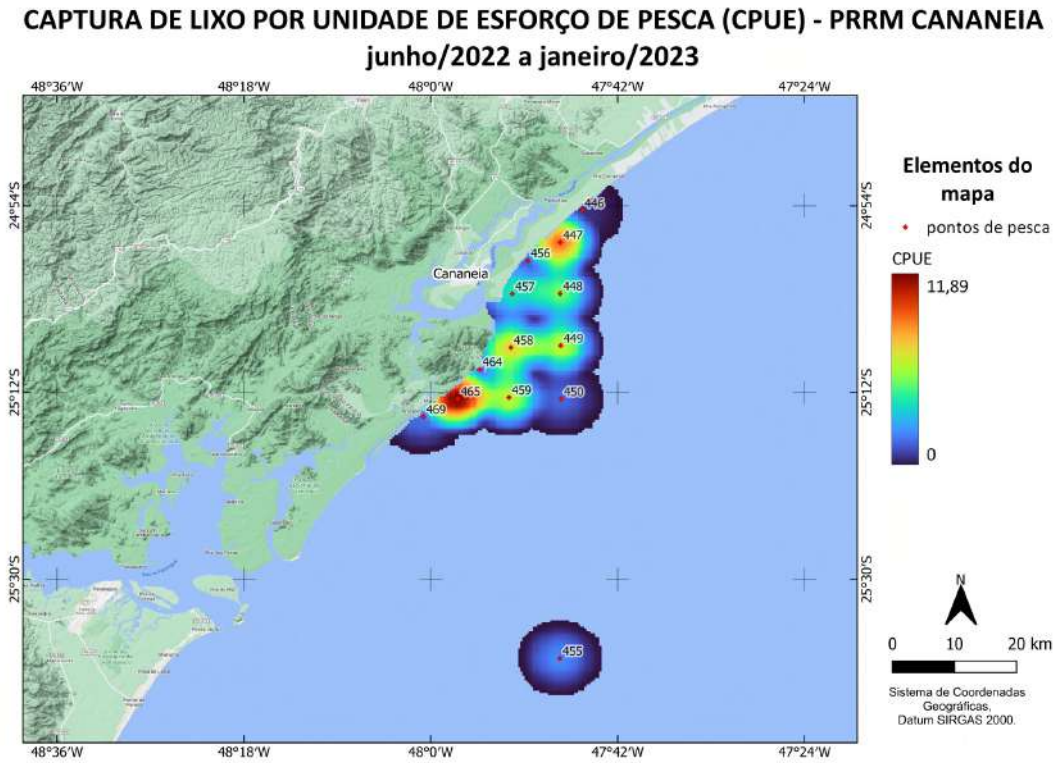 CAPTURA DE LIXO POR UNIDADE DE ESFORÇO DE PESCA (CPUE) - PRRM CANANEIA
junho/2022 a janeiro/2023
48°36'W 48°18'W 48°0'W 47°42'W 47°24'W
24°54'S 24°54'S
446
447
456
Cananeia
457 448
458 449
464
25°12'S 25°12'S
465 459 450
469
25°30'S 25°30'S
455
48°36'W 48°18'W 48°0'W 47°42'W 47°24'W
Elementos do
mapa
pontos de pesca
CPUE
11,89
0
N
0 10 20 km
Sistema de Coordenadas
Geográficas.
Datum SIRGAS 2000.